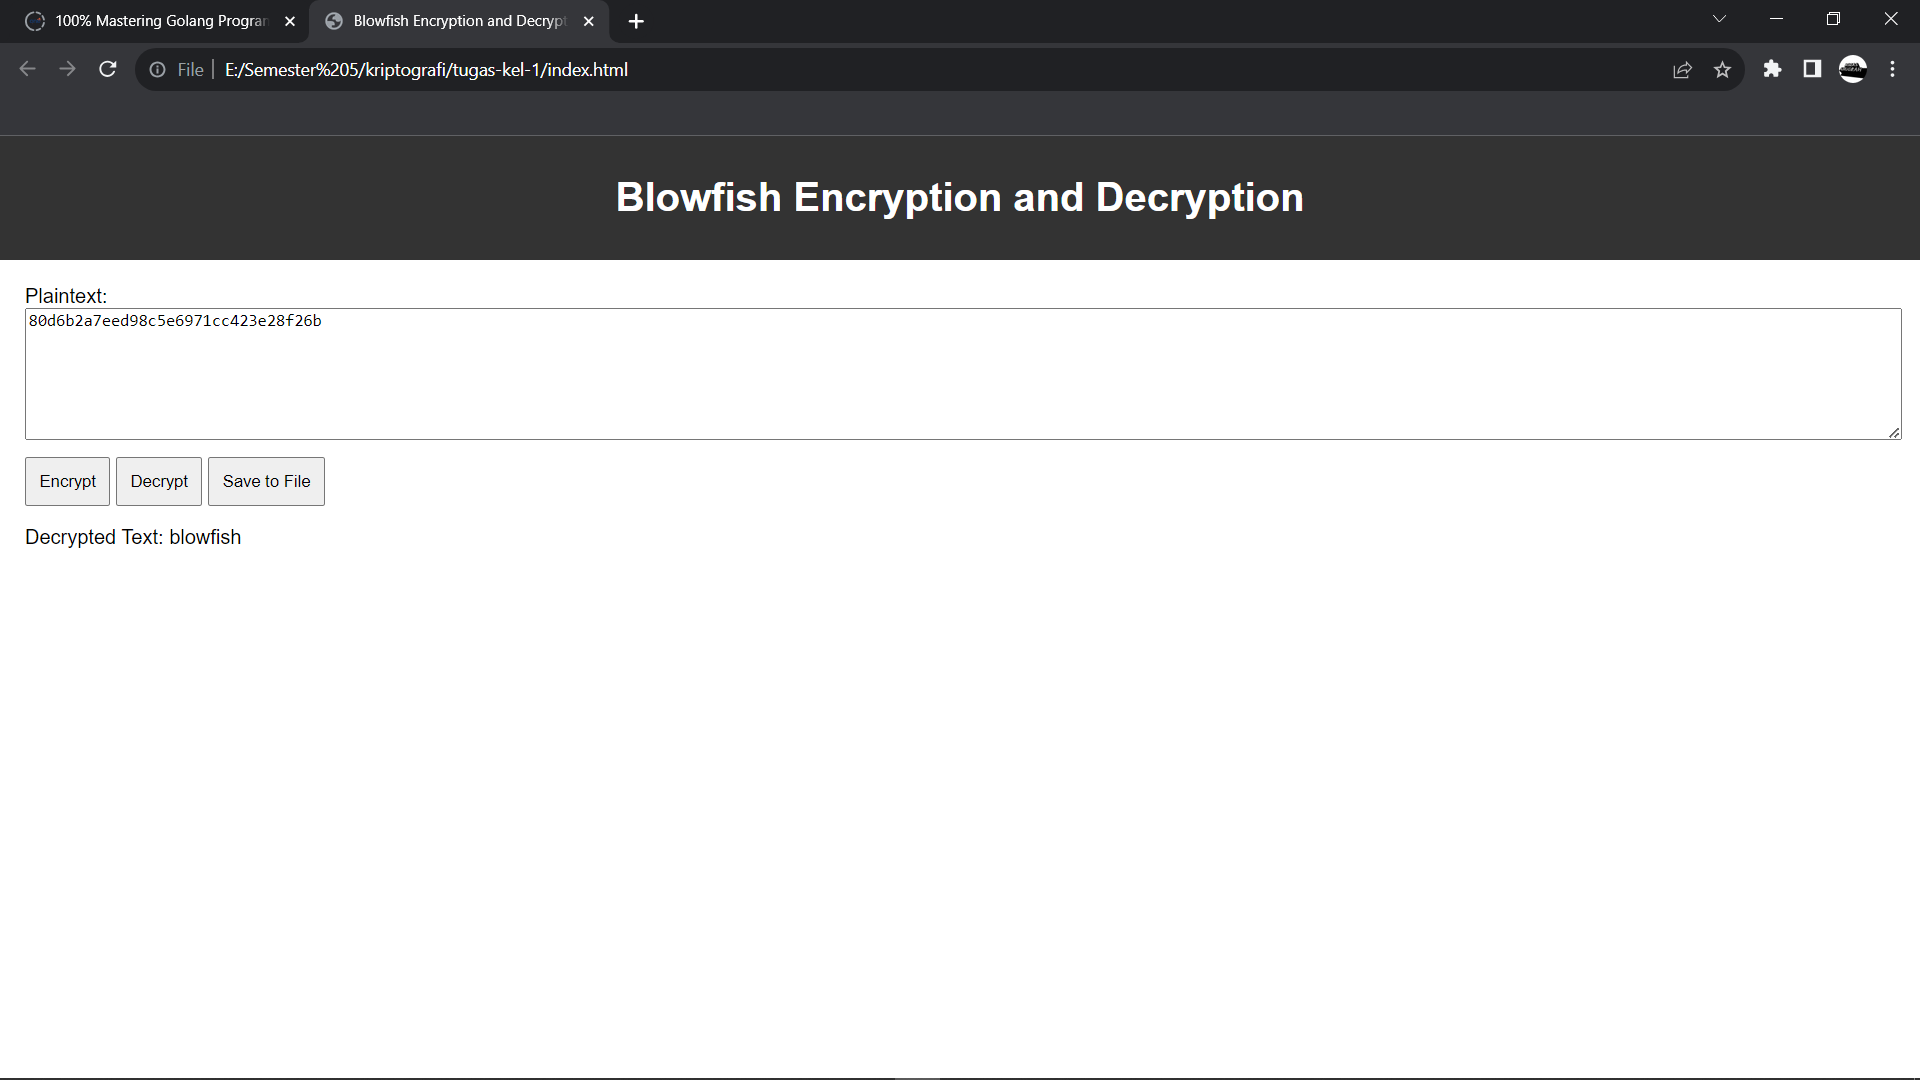 100% Mastering Golang Progran
Blowfish Encryption and Decrypt
File
E:/Semester%205/kriptografi/tugas-kel-1/index.html
Blowfish Encryption and Decryption
Plaintext:
80d6b2a7eed98c5e6971cc423e28f26b
Encrypt
Decrypt
Save to File
Decrypted Text: blowfish